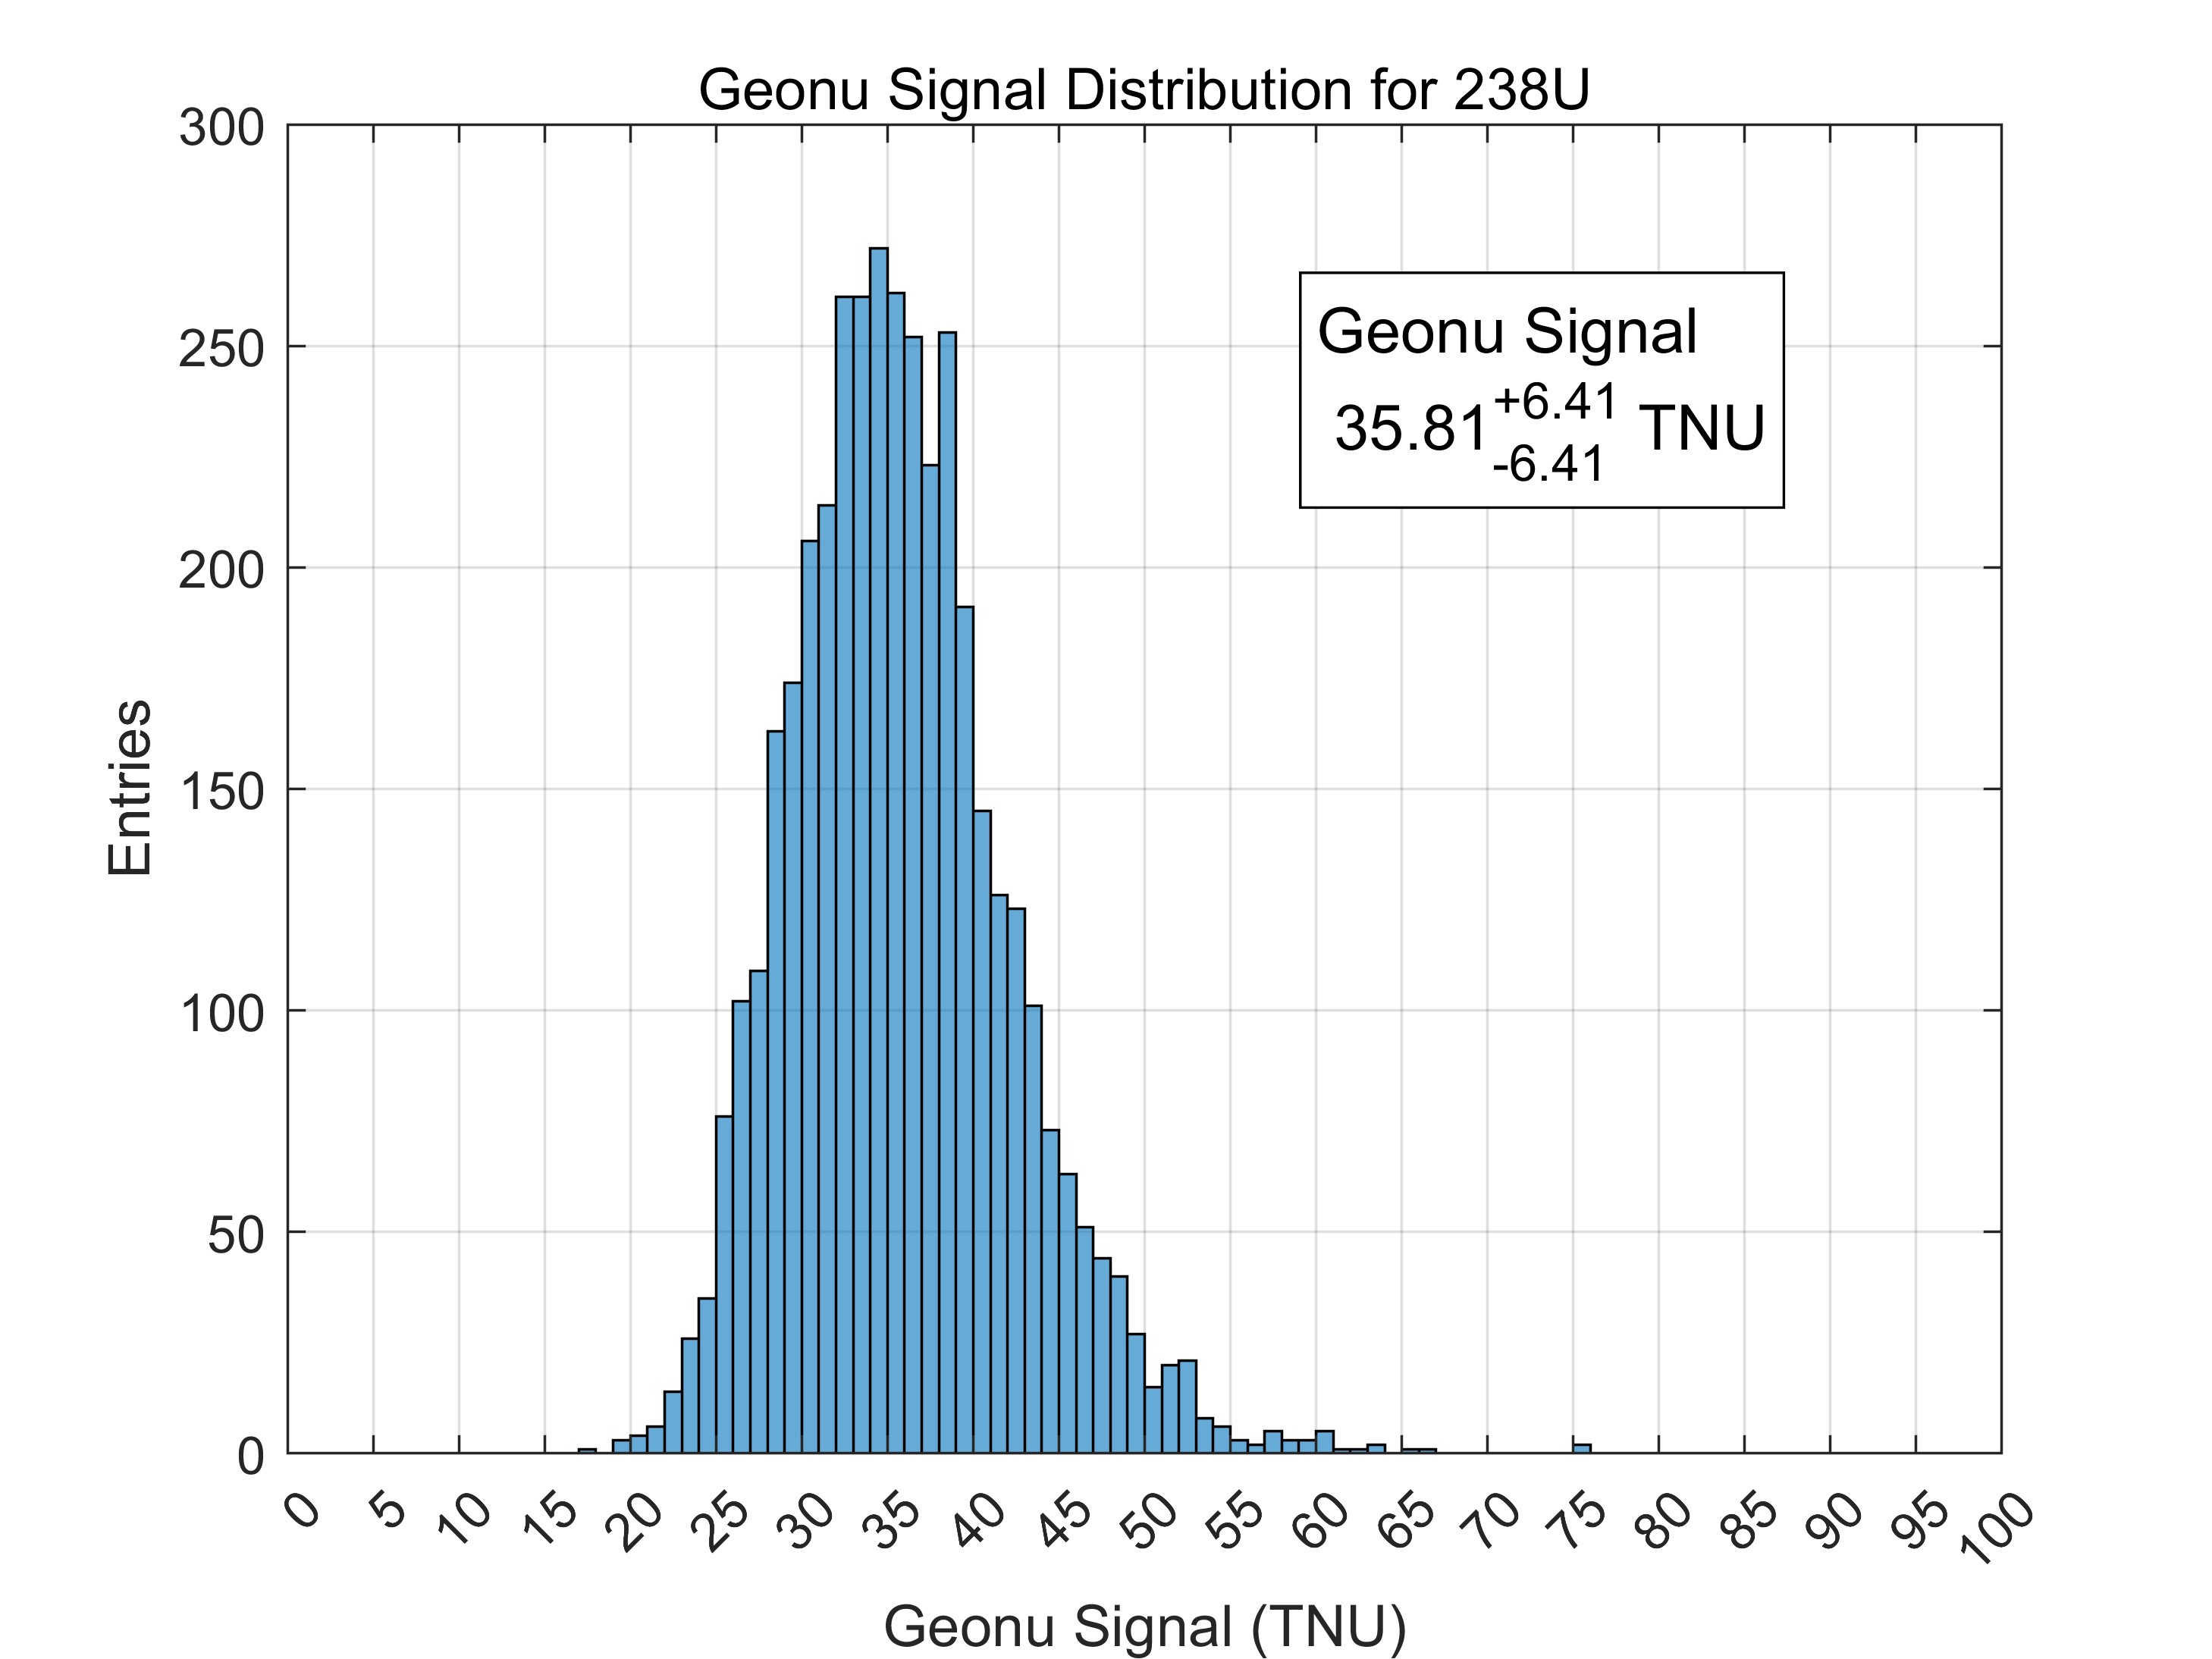 Geonu Signal Distribution for 238U
300
250
200
150
100
50
0
Entries
Geonu Signal
35.81+6.41-6.41 TNU
0 5 10 15 20 25 30 35 40 45 50 55 60 65 70 75 80 85 90 95 100
Geonu Signal (TNU)